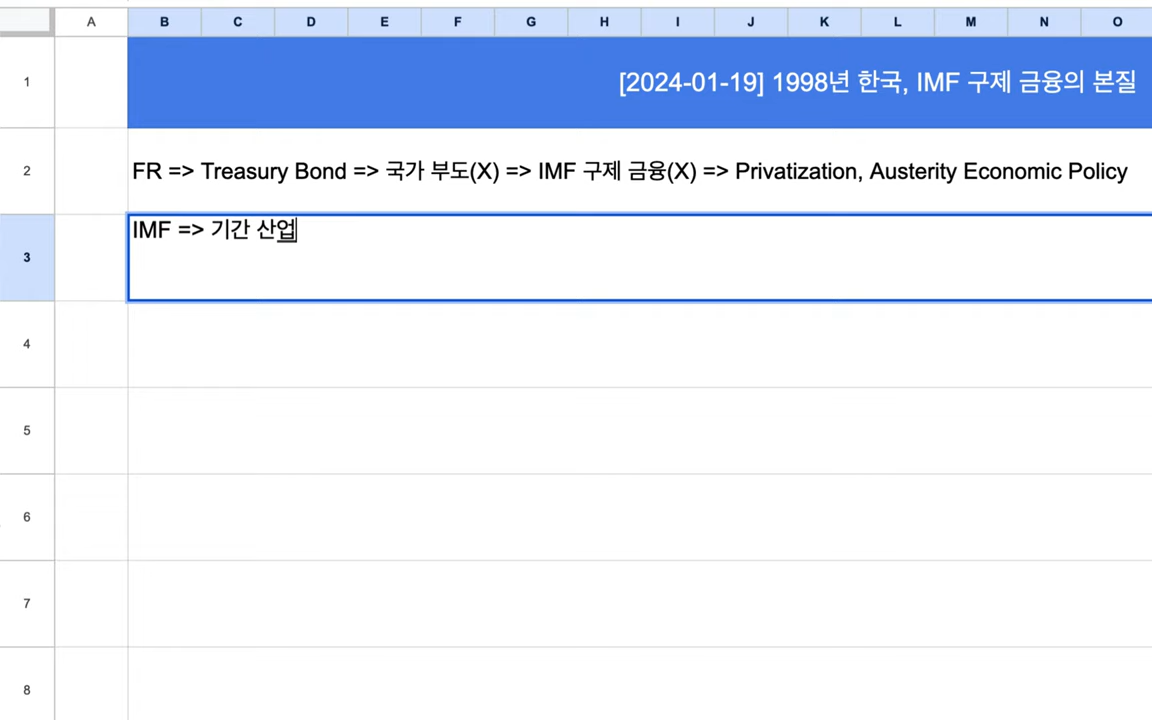 B C D E F G H I J K L M N O
A
1 [2024-01-19] 1998년 한국, IMF 구제 금융의 본질
2 FR => Treasury Bond => 국가 부도(X) => IMF 구제 금융(X) => Privatization, Austerity Economic Policy
3 IMF => 기간 산업
4
5
6
7
8